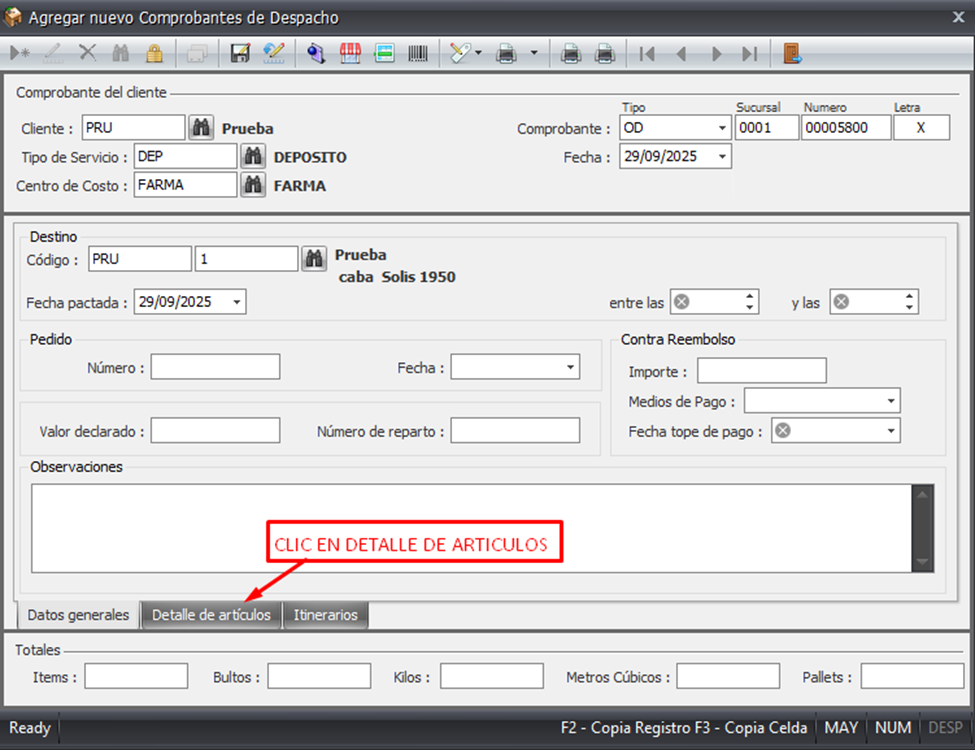 Agregar nuevo Comprobantes de Despacho
Comprobante del cliente
Tipo Sucursal Numero Letra
Cliente : PRU Prueba Comprobante : OD 0001 00005800 X
Tipo de Servicio : DEP DEPOSITO Fecha : 29/09/2025
Centro de Costo : FARMA FARMA
Destino
Código : PRU 1 Prueba
caba Solis 1950
Fecha pactada : 29/09/2025 entre las y las
Pedido Contra Reembolso
Número : Fecha : Importe :
Medios de Pago :
Valor declarado : Número de reparto : Fecha tope de pago :
Observaciones
CLIC EN DETALLE DE ARTICULOS
Datos generales Detalle de artículos Itinerarios
Totales
Items : Bultos : Kilos : Metros Cúbicos : Pallets :
Ready F2 - Copia Registro F3 - Copia Celda MAY NUM DESP